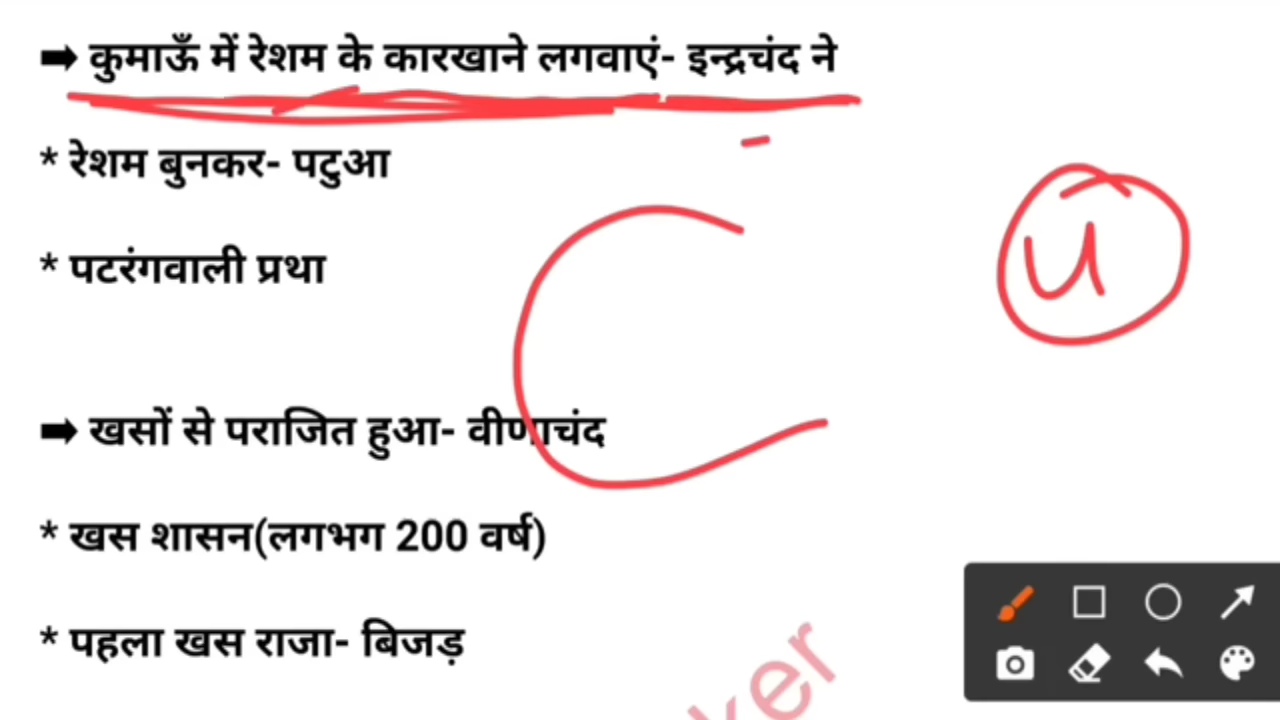 ➡ कुमाऊँ में रेशम के कारखाने लगवाएं- इन्द्रचंद ने
* रेशम बुनकर- पटुआ
* पटरंगवाली प्रथा
➡ खसों से पराजित हुआ- वीणाचंद
* खस शासन(लगभग 200 वर्ष)
* पहला खस राजा- बिजड़